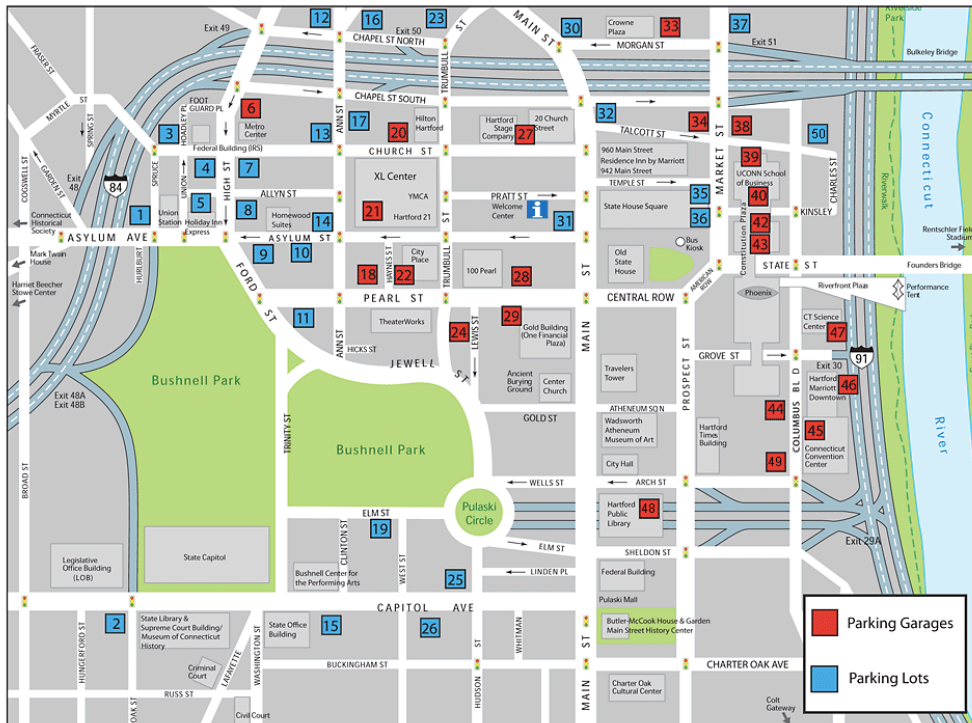 Riverside
Park
12
16
Exit 50
23
ST
MAIN ST
30
Crowne
Plaza
33
37
Exit 49
CHAPEL ST NORTH
MORGAN ST
Exit 51
Bulkeley Bridge
FRASER ST
TRUMBULL
MYRTLE ST
SPRING ST
FOOT
GUARD PL
HOADLEY PL
CHAPEL ST SOUTH
6
Metro
Center
3
13
ANN ST
17
20
Hilton
Hartford
Hartford
Stage
Company
27
20 Church
Street
32
TALCOTT ST
34
38
50
Federal Building (IRS)
CHURCH ST
MARKET ST
39
960 Main Street
Residence Inn by Marriott
942 Main Street
UCONN School
of Business
CHARLES ST
Connecticut
Riverwalk
COGSWELL ST
GARDEN ST
Exit
48
84
SPRUCE
UNION
4
HIGH ST
7
XL Center
TEMPLE ST
YMCA
ALLYN ST
PRATT ST
35
40
1
Union
Station
5
Holiday Inn
Express
8
Homewood
Suites
14
21
Hartford 21
Welcome
Center
i
31
State House Square
36
42
KINSLEY
Connecticut
Historical
Society
ASYLUM AVE
ASYLUM ST
43
Constitution Plaza
Bus
Kiosk
Rentschler Field
Stadium
Mark Twain
House
HURLBURT
9
10
HAYNES ST
City
Place
TRUMBULL
ST
Old
State
House
STATE ST
Founders Bridge
Harriet Beecher
Stowe Center
FORD ST
18
22
100 Pearl
28
AMERICAN
ROW
Riverfront Plaza
Phoenix
Performance
Tent
PEARL ST
CENTRAL ROW
11
TheaterWorks
24
LEWIS ST
29
Gold Building
(One Financial
Plaza)
MAIN
CT Science
Center
47
ANN ST
HICKS ST
JEWELL ST
GROVE ST
91
Exit 30
Bushnell Park
Ancient
Burying
Ground
Center
Church
Travelers
Tower
PROSPECT ST
COLUMBUS BLD
Hartford
Marriott
Downtown
46
Exit 48A
Exit 48B
TRINITY ST
GOLD ST
ATHENEUM SQ N
44
River
Bushnell Park
Wadsworth
Atheneum
Museum of Art
Hartford
Times
Building
45
Connecticut
Convention
Center
City Hall
49
BROAD ST
WELLS ST
ARCH ST
Pulaski
Circle
Hartford
Public
Library
48
ELM ST
19
CLINTON ST
WEST ST
ELM ST
Exit 29A
SHELDON ST
Legislative
Office Building
(LOB)
State Capitol
Bushnell Center for
the Performing Arts
25
LINDEN PL
Federal Building
Pulaski Mall
CAPITOL AVE
2
State Library &
Supreme Court Building/
Museum of Connecticut
History
State Office
Building
15
26
WHITMAN
Butler-McCook House & Garden
Main Street History Center
Parking Garages
HUNGERFORD ST
LAFAYETTE
WASHINGTON ST
BUCKINGHAM ST
MAIN ST
CHARTER OAK AVE
Criminal
Court
Parking Lots
RUSS ST
OAK ST
Civil Court
HUDSON ST
Charter Oak
Cultural Center
Colt
Gateway